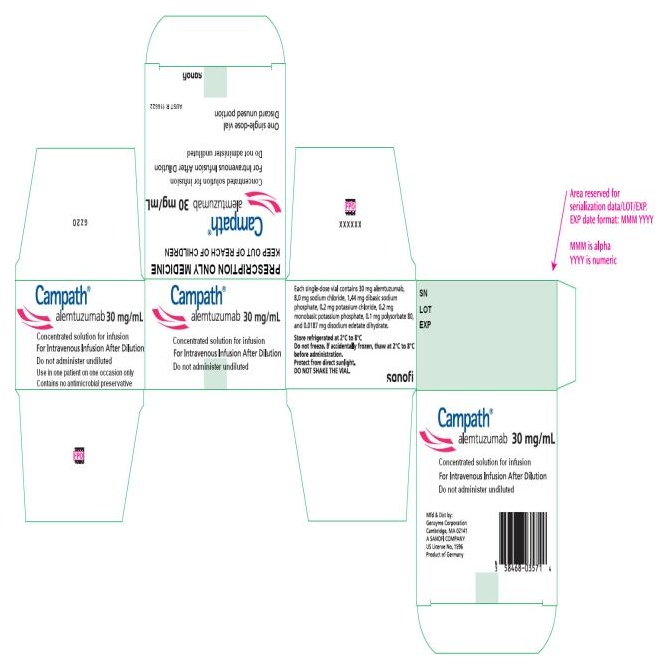 sanofi
AUST R 116522
One single-dose vial
Discard unused portion
Concentrated solution for infusion
For Intravenous Infusion After Dilution
Do not administer undiluted
Campath®
alemtuzumab 30 mg/mL
PRESCRIPTION ONLY MEDICINE
KEEP OUT OF REACH OF CHILDREN
6220
XXXXXX
Area reserved for
serialization data/LOT/EXP.
EXP date format: MMM YYYY
MMM is alpha
YYYY is numeric
Campath®
alemtuzumab 30 mg/mL
Concentrated solution for infusion
For Intravenous Infusion After Dilution
Do not administer undiluted
Use in one patient on one occasion only
Contains no antimicrobial preservative
Campath®
alemtuzumab 30 mg/mL
Concentrated solution for infusion
For Intravenous Infusion After Dilution
Do not administer undiluted
Each single-dose vial contains 30 mg alemtuzumab,
8.0 mg sodium chloride, 1.44 mg dibasic sodium
phosphate, 0.2 mg potassium chloride, 0.2 mg
monobasic potassium phosphate, 0.1 mg polysorbate 80,
and 0.0187 mg disodium edetate dihydrate.
Store refrigerated at 2°C to 8°C
Do not freeze. If accidentally frozen, thaw at 2°C to 8°C
before administration.
Protect from direct sunlight.
DO NOT SHAKE THE VIAL.
sanofi
SN
LOT
EXP
Campath®
alemtuzumab 30 mg/mL
Concentrated solution for infusion
For Intravenous Infusion After Dilution
Do not administer undiluted
Mfd & Dist by:
Genzyme Corporation
Cambridge, MA 02141
A SANOFI COMPANY
US License No. 1596
Product of Germany
3 58468-03571 4